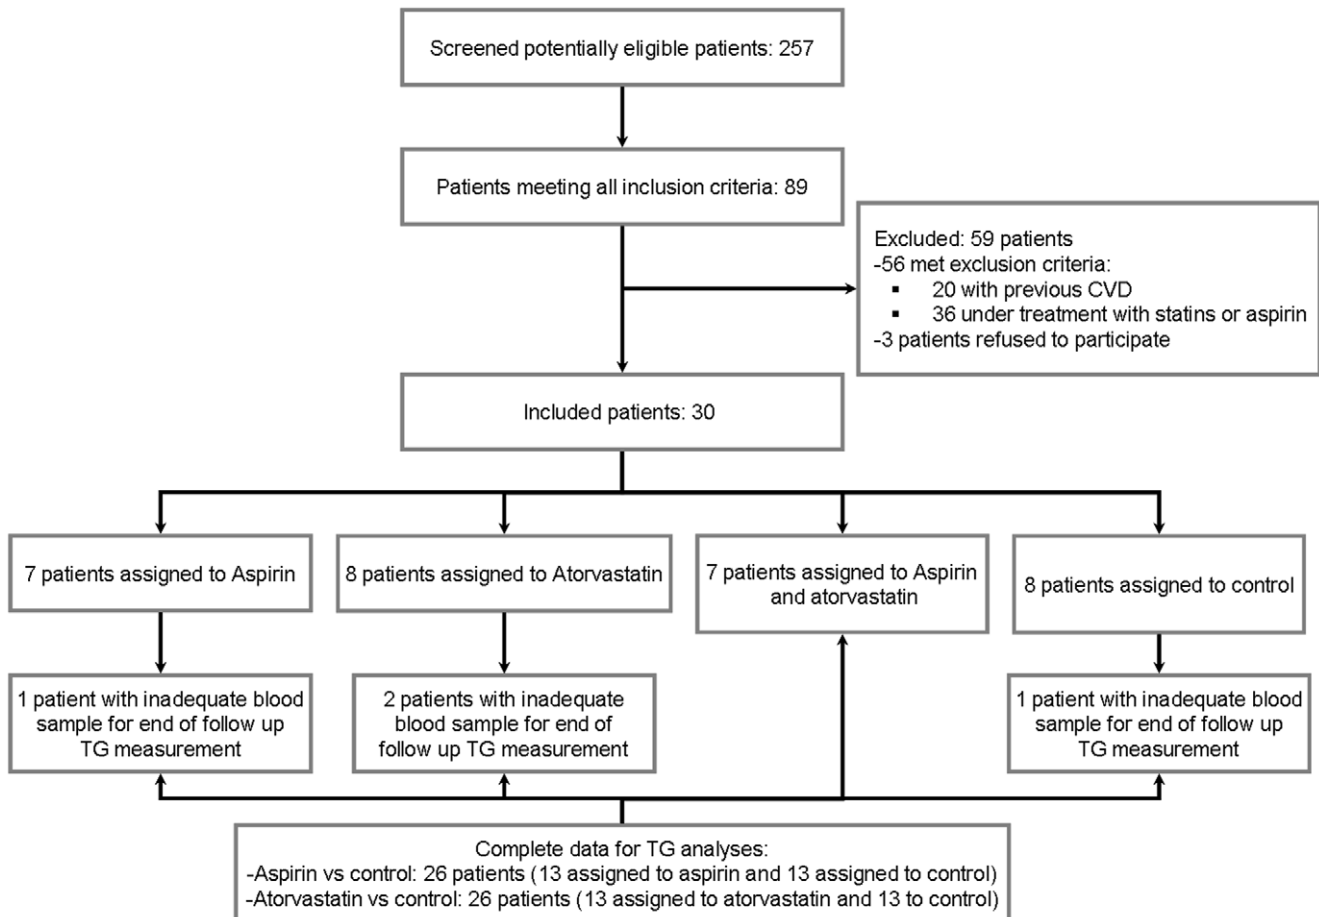 Screened potentially eligible patients: 257
Patients meeting all inclusion criteria: 89
Excluded: 59 patients
-56 met exclusion criteria:
▪ 20 with previous CVD
▪ 36 under treatment with statins or aspirin
-3 patients refused to participate
Included patients: 30
7 patients assigned to Aspirin
8 patients assigned to Atorvastatin
7 patients assigned to Aspirin
and atorvastatin
8 patients assigned to control
1 patient with inadequate blood
sample for end of follow up
TG measurement
2 patients with inadequate
blood sample for end of
follow up TG measurement
1 patient with inadequate blood
sample for end of follow up
TG measurement
Complete data for TG analyses:
-Aspirin vs control: 26 patients (13 assigned to aspirin and 13 assigned to control)
-Atorvastatin vs control: 26 patients (13 assigned to atorvastatin and 13 to control)